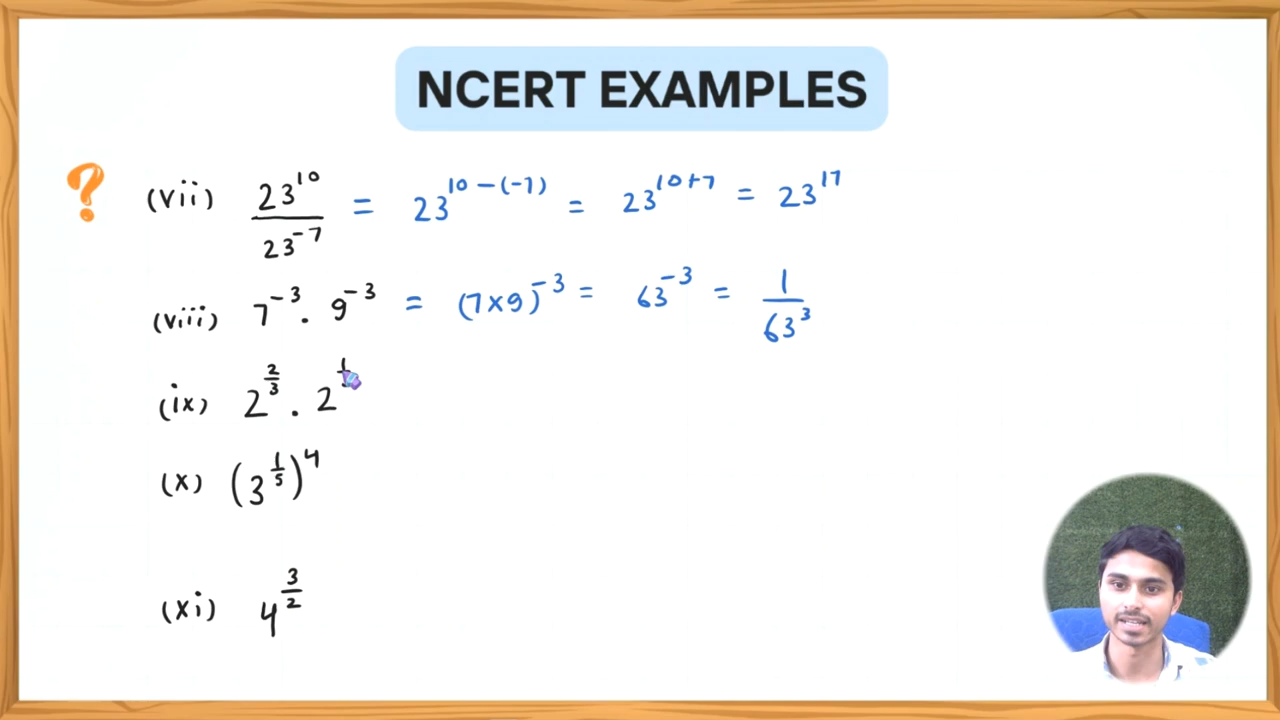 NCERT EXAMPLES
(vii) 23^10 / 23^-7 = 23^(10-(-7)) = 23^(10+7) = 23^17
(viii) 7^-3 . 9^-3 = (7×9)^-3 = 63^-3 = 1 / 63^3
(ix) 2^(2/3) . 2
(x) (3^(1/5))^4
(xi) 4^(3/2)